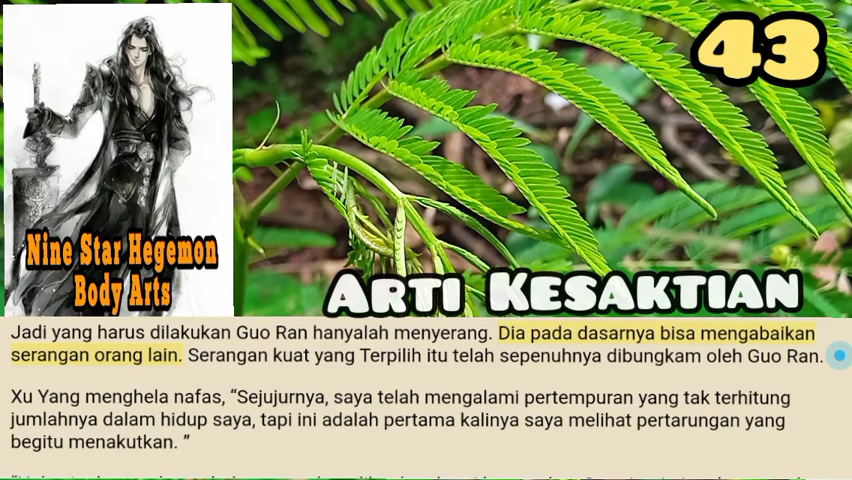 43
Nine Star Hegemon
Body Arts
Arti Kesaktian
Jadi yang harus dilakukan Guo Ran hanyalah menyerang. Dia pada dasarnya bisa mengabaikan
serangan orang lain. Serangan kuat yang Terpilih itu telah sepenuhnya dibungkam oleh Guo Ran.
Xu Yang menghela nafas, “Sejujurnya, saya telah mengalami pertempuran yang tak terhitung
jumlahnya dalam hidup saya, tapi ini adalah pertama kalinya saya melihat pertarungan yang
begitu menakutkan. ”